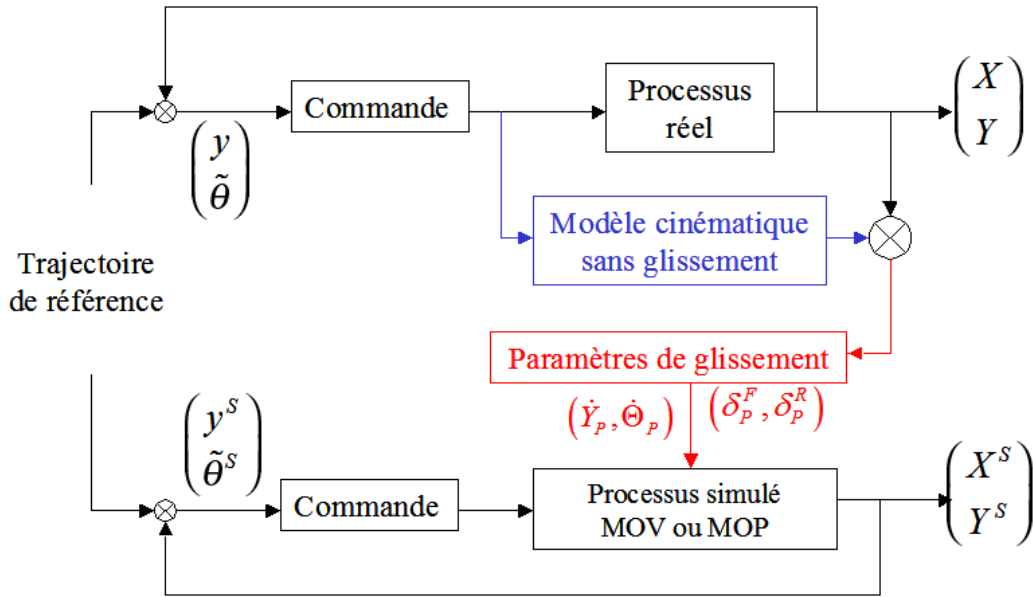 Commande
Processus
réel
(X
Y)
(y
θ̃)
Modèle cinématique
sans glissement
Trajectoire
de référence
Paramètres de glissement
(Ẏ_P, Θ̇_P) (δ_P^F, δ_P^R)
(y^S
θ̃^S)
Commande
Processus simulé
MOV ou MOP
(X^S
Y^S)